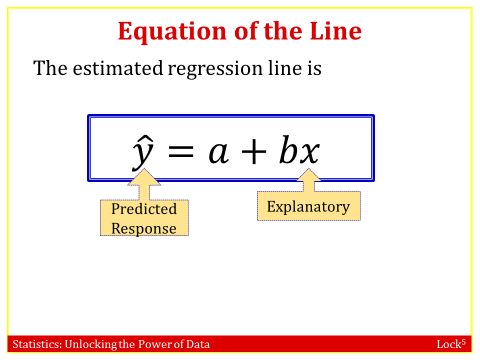 Equation of the Line
The estimated regression line is
ŷ = a + bx
Predicted
Response
Explanatory
Statistics: Unlocking the Power of Data
Lock⁵